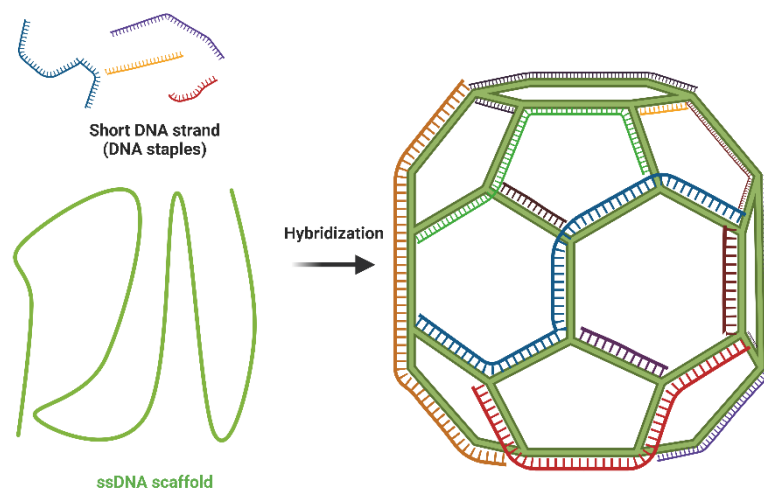 Short DNA strand
(DNA staples)
Hybridization
ssDNA scaffold